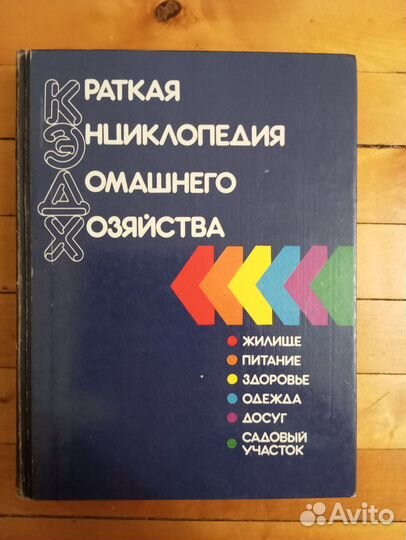 КРАТКАЯ
ЭНЦИКЛОПЕДИЯ
ДОМАШНЕГО
ХОЗЯЙСТВА
ЖИЛИЩЕ
ПИТАНИЕ
ЗДОРОВЬЕ
ОДЕЖДА
ДОСУГ
САДОВЫЙ
УЧАСТОК
Avito